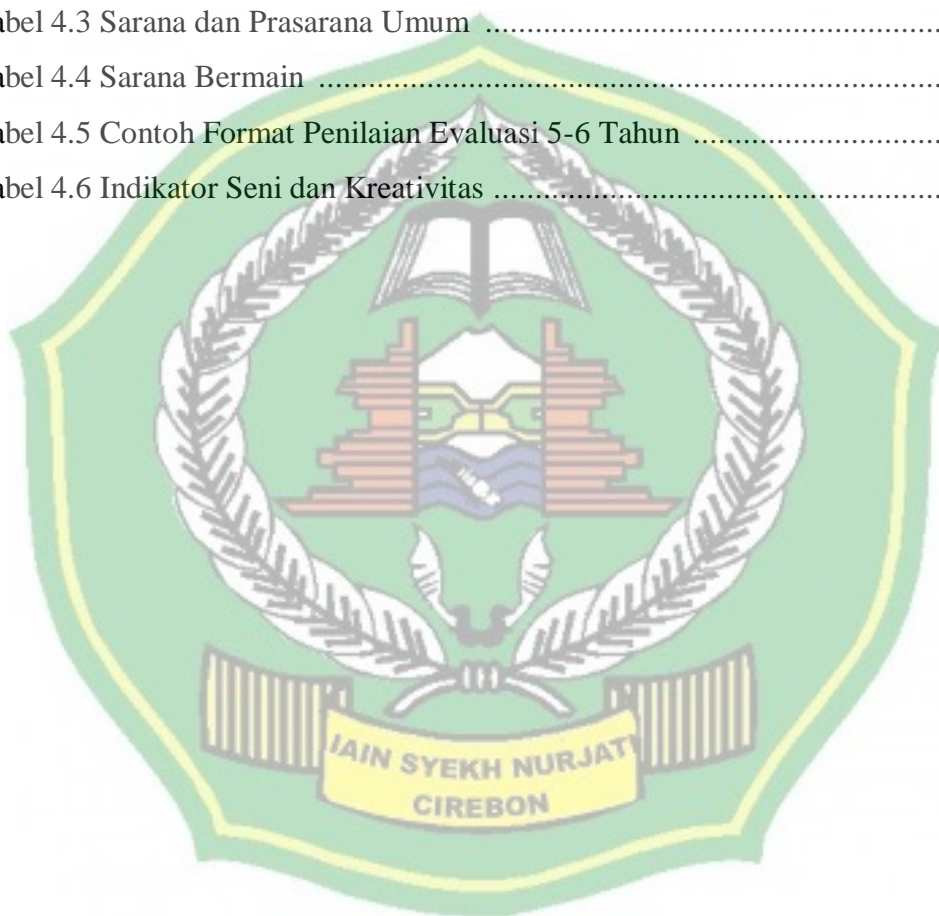 abel 4.3 Sarana dan Prasarana Umum ........................................................
abel 4.4 Sarana Bermain ................................................................................
abel 4.5 Contoh Format Penilaian Evaluasi 5-6 Tahun ................................
abel 4.6 Indikator Seni dan Kreativitas .........................................................
IAIN SYEKH NURJATI
CIREBON